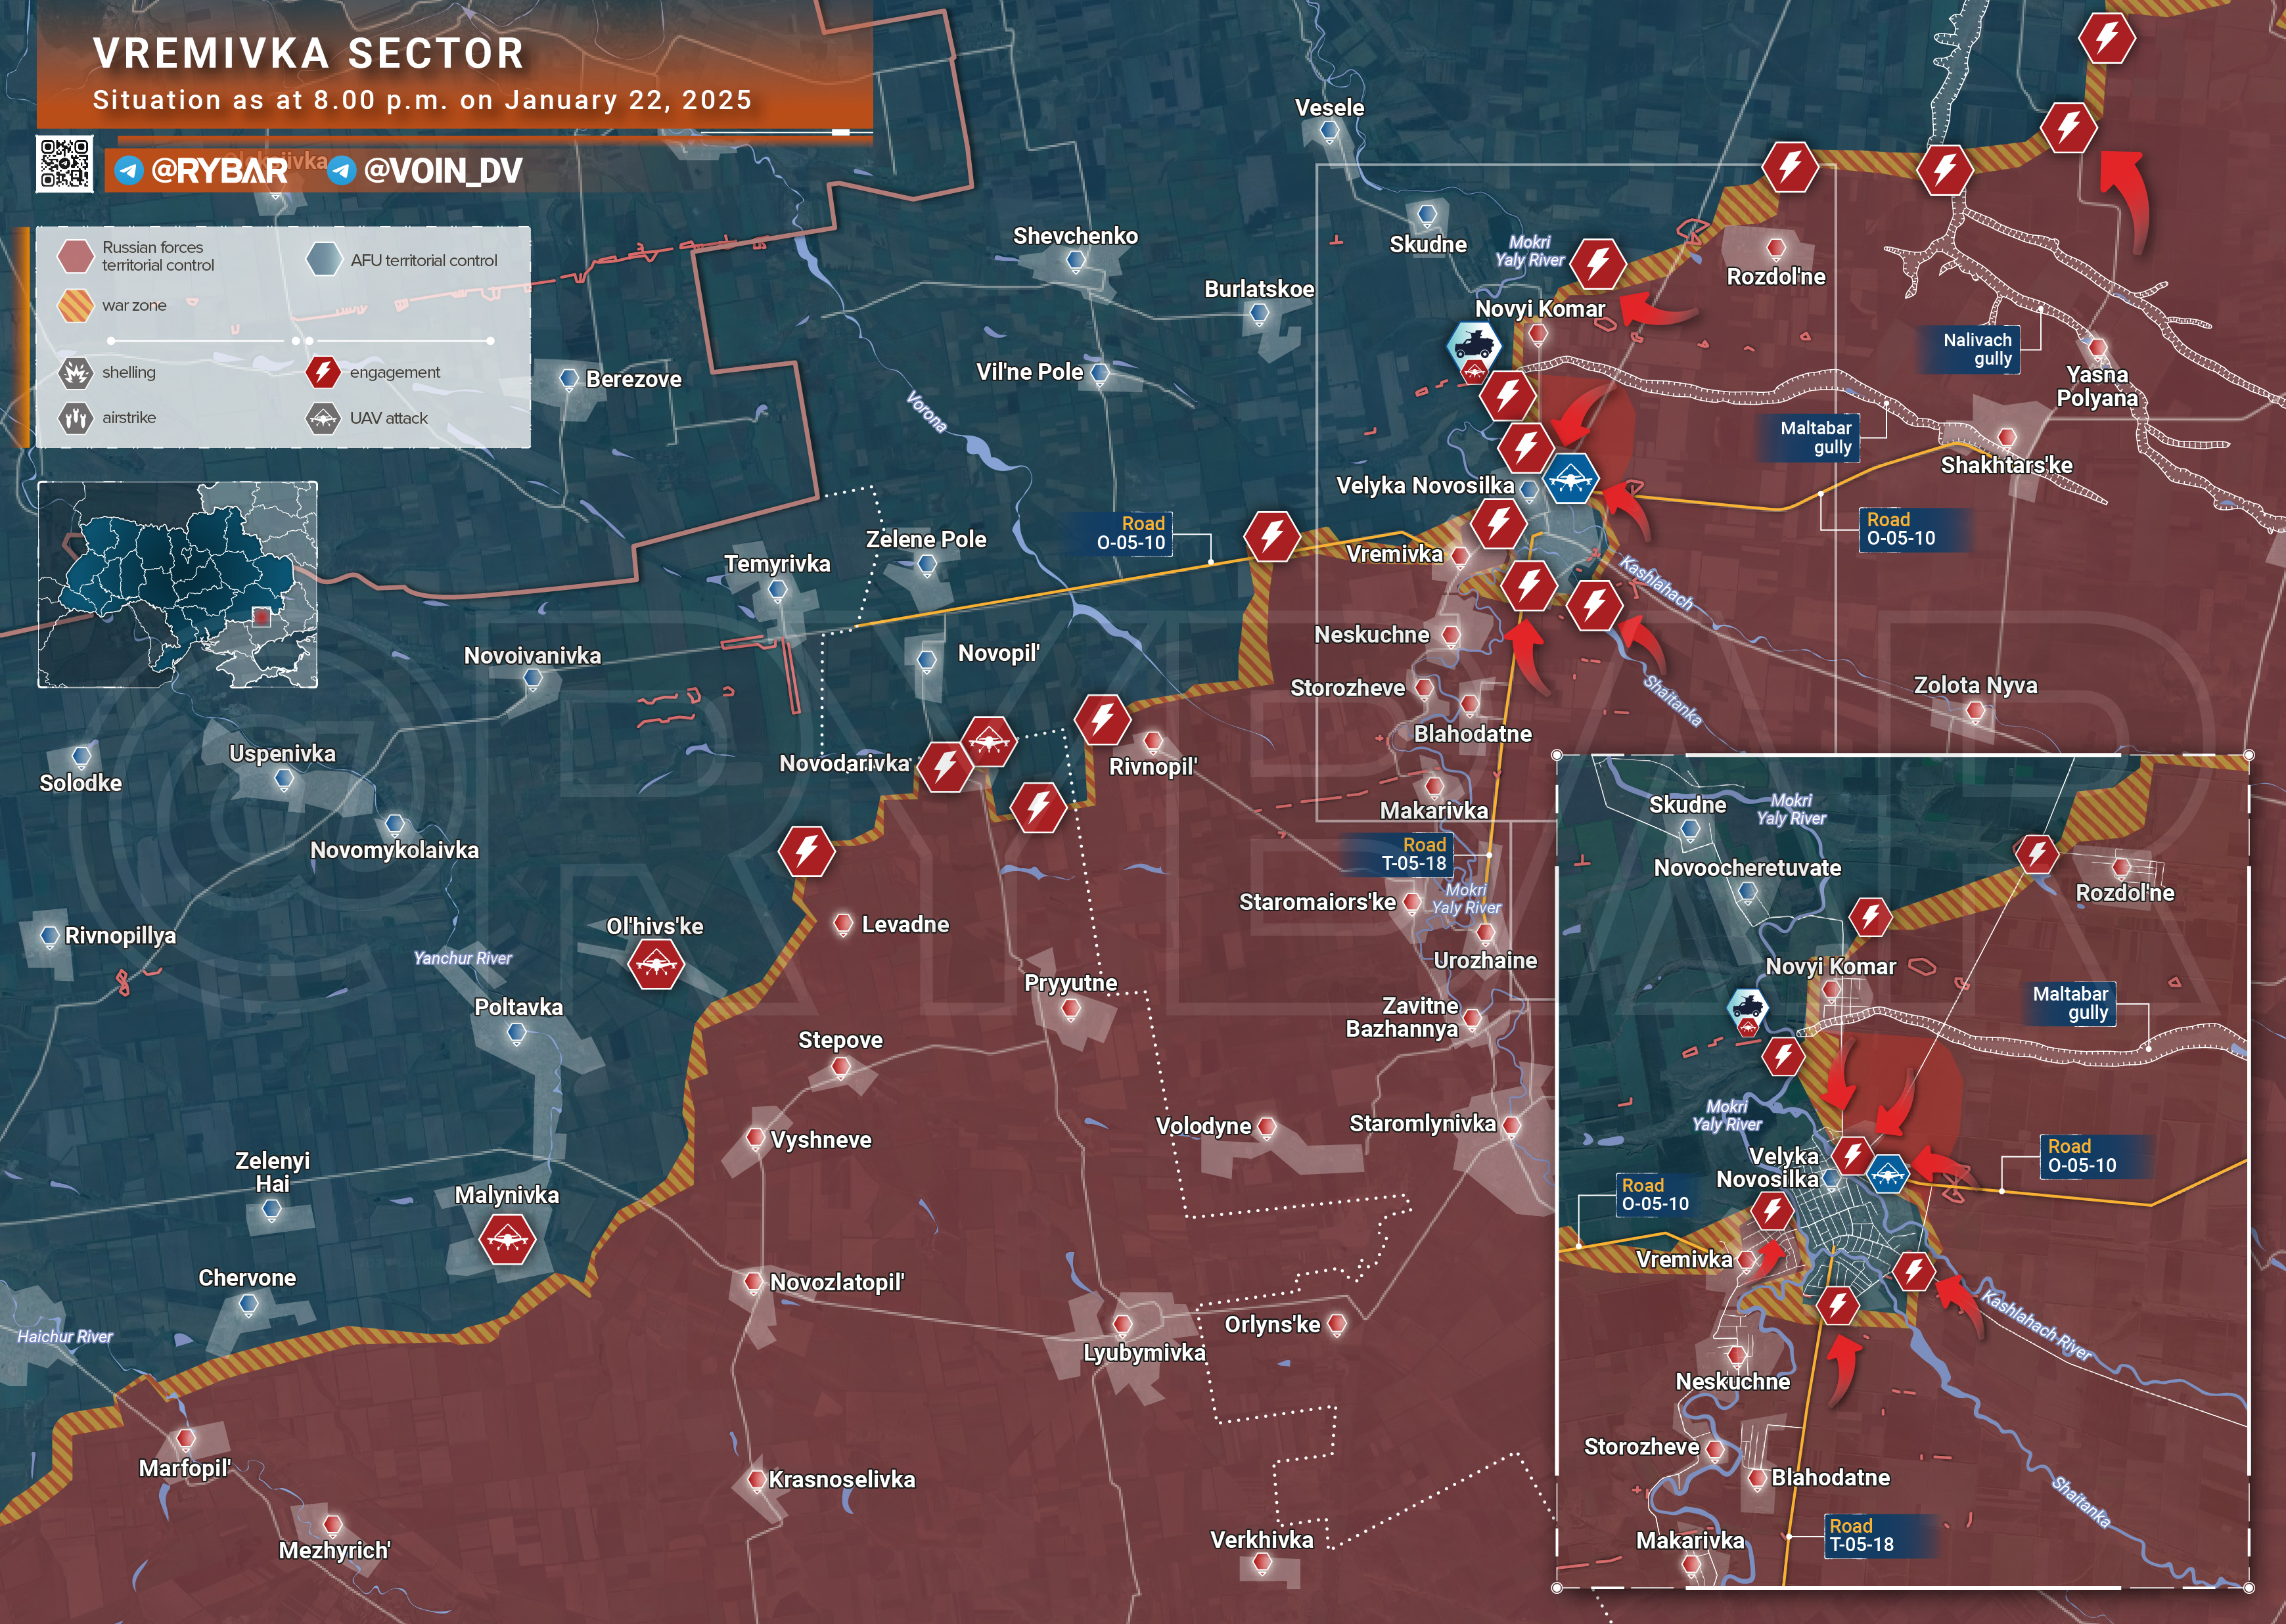 VREMIVKA SECTOR
Situation as at 8.00 p.m. on January 22, 2025
@RYBAR
@VOIN_DV
Russian forces
territorial control
AFU territorial control
war zone
shelling
engagement
airstrike
UAV attack
Vesele
Skudne
Mokri
Yaly River
Shevchenko
Burlatskoe
Novyi Komar
Rozdol'ne
Nalivach
gully
Yasna
Polyana
Berezove
Vil'ne Pole
Vorona
Maltabar
gully
Shakhtars'ke
Velyka Novosilka
Road
O-05-10
Road
O-05-10
Zelene Pole
Temyrivka
Vremivka
Kashlahach
Neskuchne
Novoivanivka
Novopil'
Storozheve
Shaitanka
Zolota Nyva
Blahodatne
Solodke
Uspenivka
Novodarivka
Rivnopil'
Makarivka
Novomykolaivka
Road
T-05-18
Mokri
Yaly River
Staromaiors'ke
Urozhaine
Rivnopillya
Ol'hivs'ke
Levadne
Yanchur River
Pryyutne
Poltavka
Zavitne
Bazhannya
Stepove
Vyshneve
Volodyne
Staromlynivka
Zelenyi
Hai
Malynivka
Chervone
Novozlatopil'
Haichur River
Lyubymivka
Orlyns'ke
Marfopil'
Krasnoselivka
Mezhyrich'
Verkhivka
Skudne
Mokri
Yaly River
Novoocheretuvate
Rozdol'ne
Novyi Komar
Maltabar
gully
Mokri
Yaly River
Velyka
Novosilka
Road
O-05-10
Road
O-05-10
Vremivka
Kashlahach River
Neskuchne
Storozheve
Blahodatne
Shaitanka
Makarivka
Road
T-05-18
@RYBAR